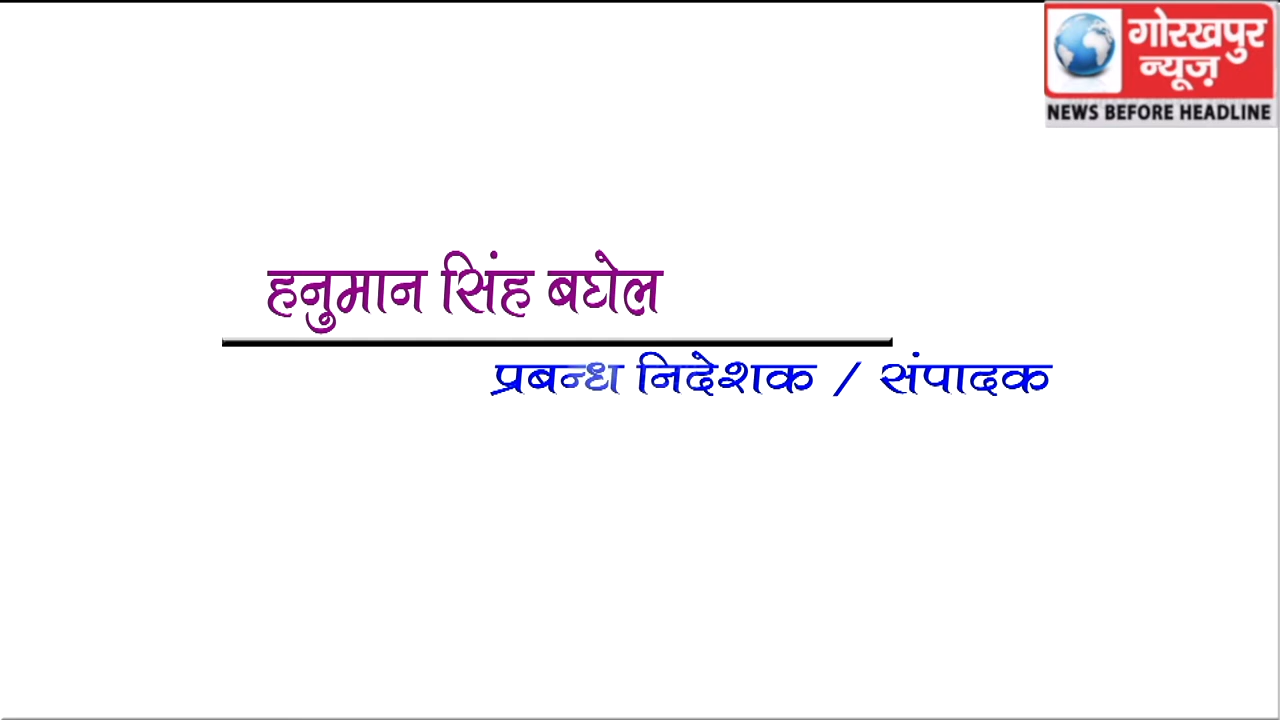 गोरखपुर
न्यूज़
NEWS BEFORE HEADLINE
हनुमान सिंह बघेल
प्रबन्ध निदेशक / संपादक